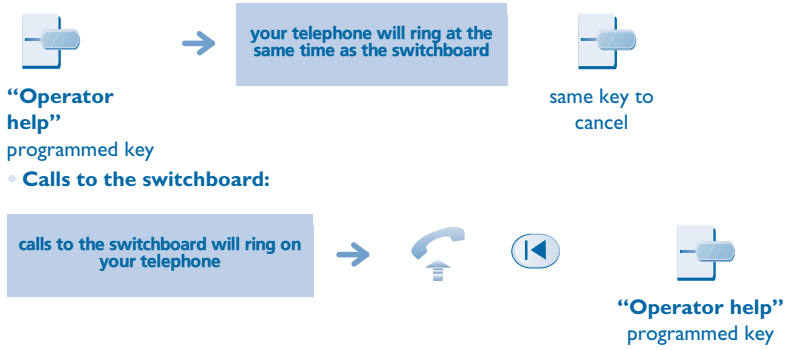 your telephone will ring at the
same time as the switchboard
“Operator
help”
programmed key
same key to
cancel
• Calls to the switchboard:
calls to the switchboard will ring on
your telephone
“Operator help”
programmed key